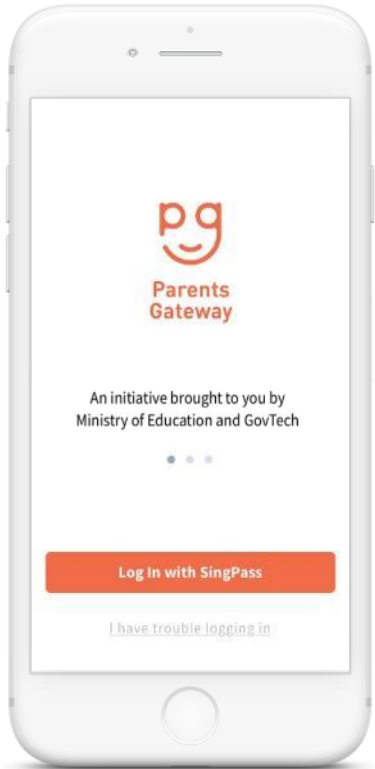 pg
Parents
Gateway
An initiative brought to you by
Ministry of Education and GovTech
Log In with SingPass
I have trouble logging in